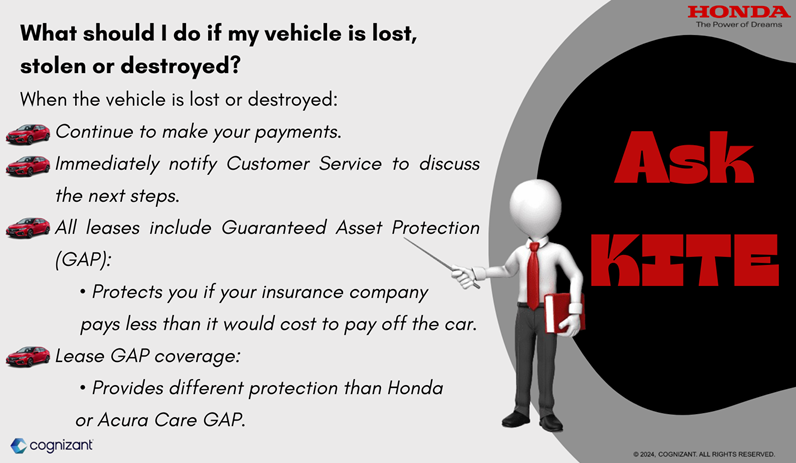 HONDA
The Power of Dreams
What should I do if my vehicle is lost,
stolen or destroyed?
When the vehicle is lost or destroyed:
Continue to make your payments.
Immediately notify Customer Service to discuss
the next steps.
All leases include Guaranteed Asset Protection
(GAP):
• Protects you if your insurance company
pays less than it would cost to pay off the car.
Lease GAP coverage:
• Provides different protection than Honda
or Acura Care GAP.
Ask
KITE
cognizant
© 2024, COGNIZANT. ALL RIGHTS RESERVED.